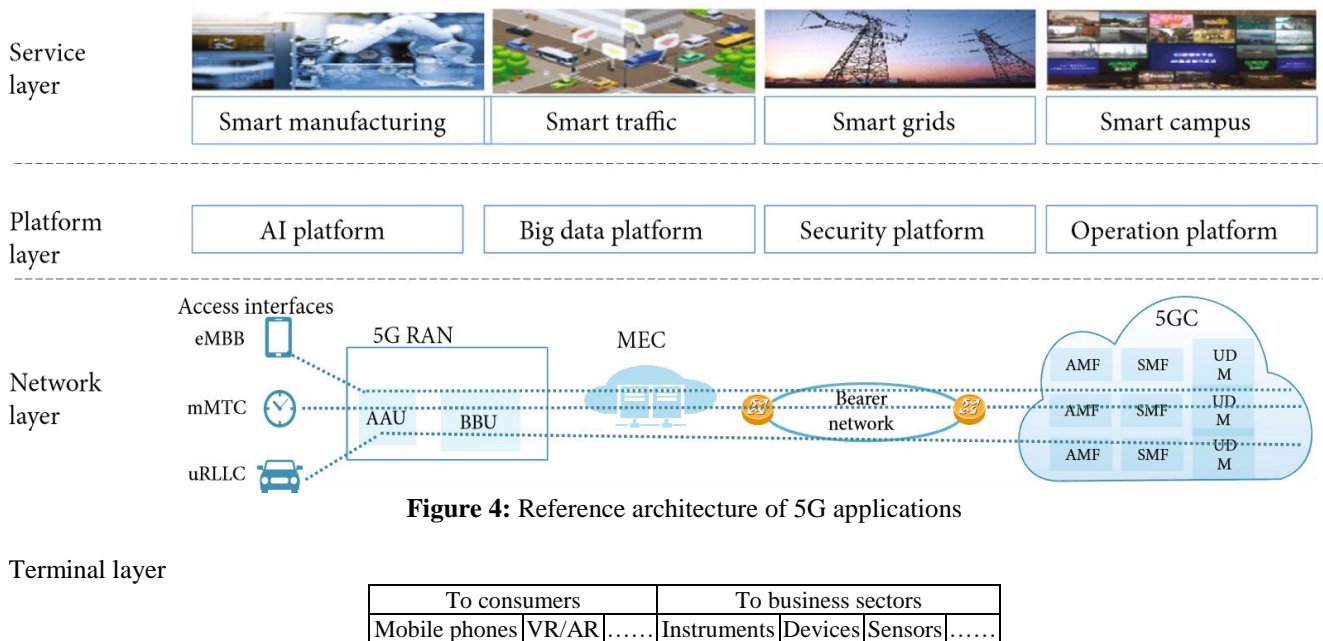 Service
layer
Smart manufacturing
Smart traffic
Smart grids
Smart campus
Platform
layer
AI platform
Big data platform
Security platform
Operation platform
Network
layer
Access interfaces
eMBB
mMTC
uRLLC
5G RAN
AAU
BBU
MEC
Bearer
network
5GC
AMF
SMF
UD
M
AMF
SMF
UD
M
AMF
SMF
UD
M
Figure 4: Reference architecture of 5G applications
Terminal layer
To consumers To business sectors
Mobile phones VR/AR …… Instruments Devices Sensors ……